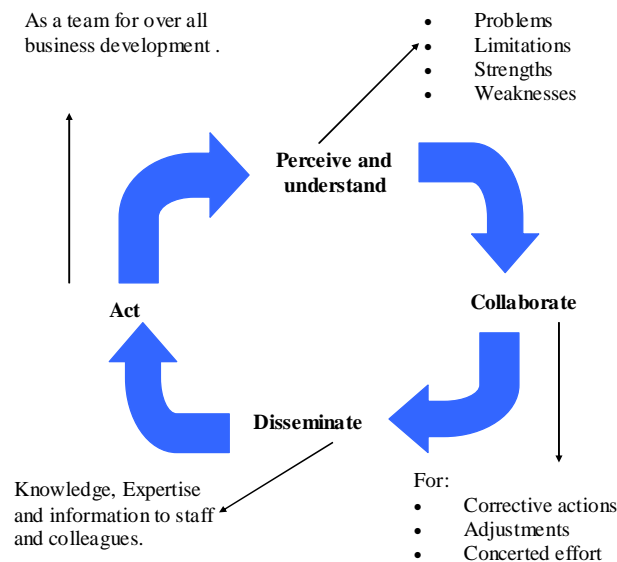 As a team for over all
business development .
• Problems
• Limitations
• Strengths
• Weaknesses
Perceive and
understand
Act
Collaborate
Disseminate
Knowledge, Expertise
and information to staff
and colleagues.
For:
• Corrective actions
• Adjustments
• Concerted effort